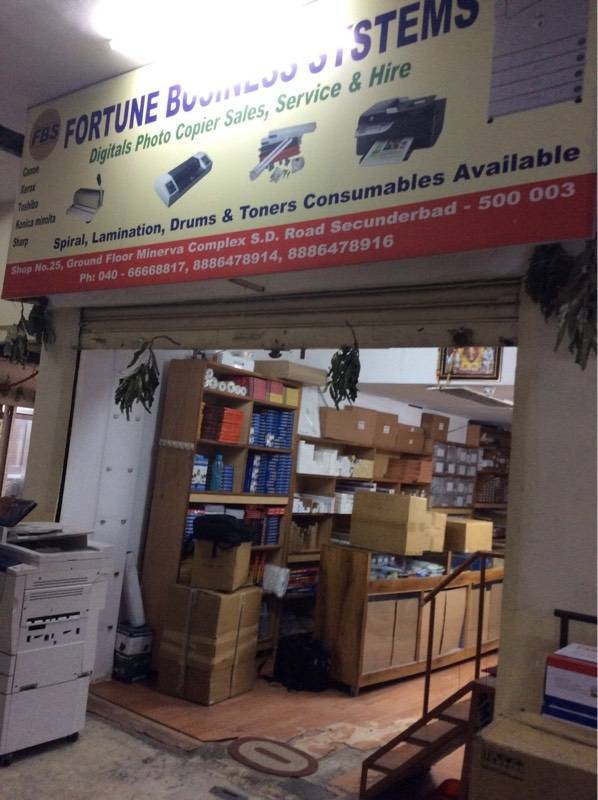 FBS
FORTUNE BUSINESS SYSTEMS
Digitals Photo Copier Sales, Service & Hire
Canon
Xerox
Toshiba
Konica minolta
Sharp
Spiral, Lamination, Drums & Toners Consumables Available
Shop No.25, Ground Floor Minerva Complex S.D. Road Secunderbad - 500 003
Ph: 040 - 66668817, 8886478914, 8886478916